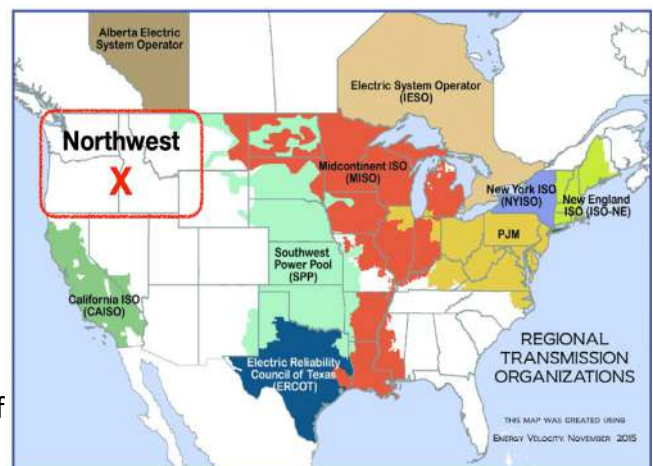 Alberta Electric
System Operator
Electric System Operator
(IESO)
Northwest
X
Midcontinent ISO
(MISO)
New York ISO
(NYISO)
New England
ISO (ISO-NE)
PJM
Southwest
Power Pool
(SPP)
California ISO
(CAISO)
Electric Reliability
Council of Texas
(ERCOT)
REGIONAL
TRANSMISSION
ORGANIZATIONS
THIS MAP WAS CREATED USING
ENERGY VELOCITY, NOVEMBER 2015
f